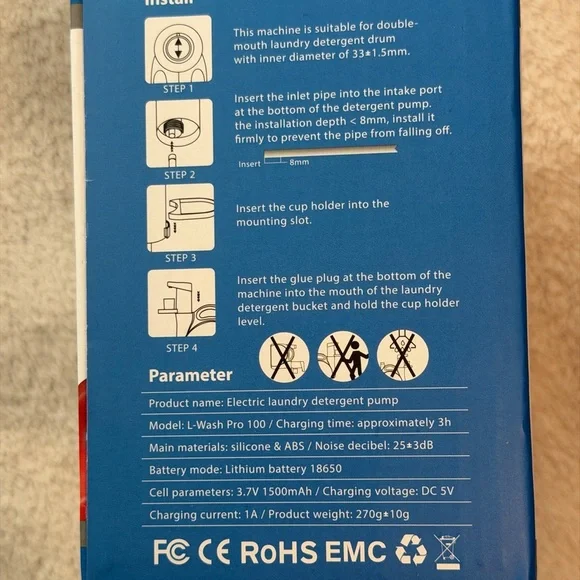 Install
This machine is suitable for double-
mouth laundry detergent drum
with inner diameter of 33±1.5mm.
STEP 1
Insert the inlet pipe into the intake port
at the bottom of the detergent pump.
the installation depth < 8mm, install it
firmly to prevent the pipe from falling off.
Insert 8mm
STEP 2
Insert the cup holder into the
mounting slot.
STEP 3
Insert the glue plug at the bottom of the
machine into the mouth of the laundry
detergent bucket and hold the cup holder
level.
STEP 4
Parameter
Product name: Electric laundry detergent pump
Model: L-Wash Pro 100 / Charging time: approximately 3h
Main materials: silicone & ABS / Noise decibel: 25±3dB
Battery mode: Lithium battery 18650
Cell parameters: 3.7V 1500mAh / Charging voltage: DC 5V
Charging current: 1A / Product weight: 270g±10g
FC CE RoHS EMC